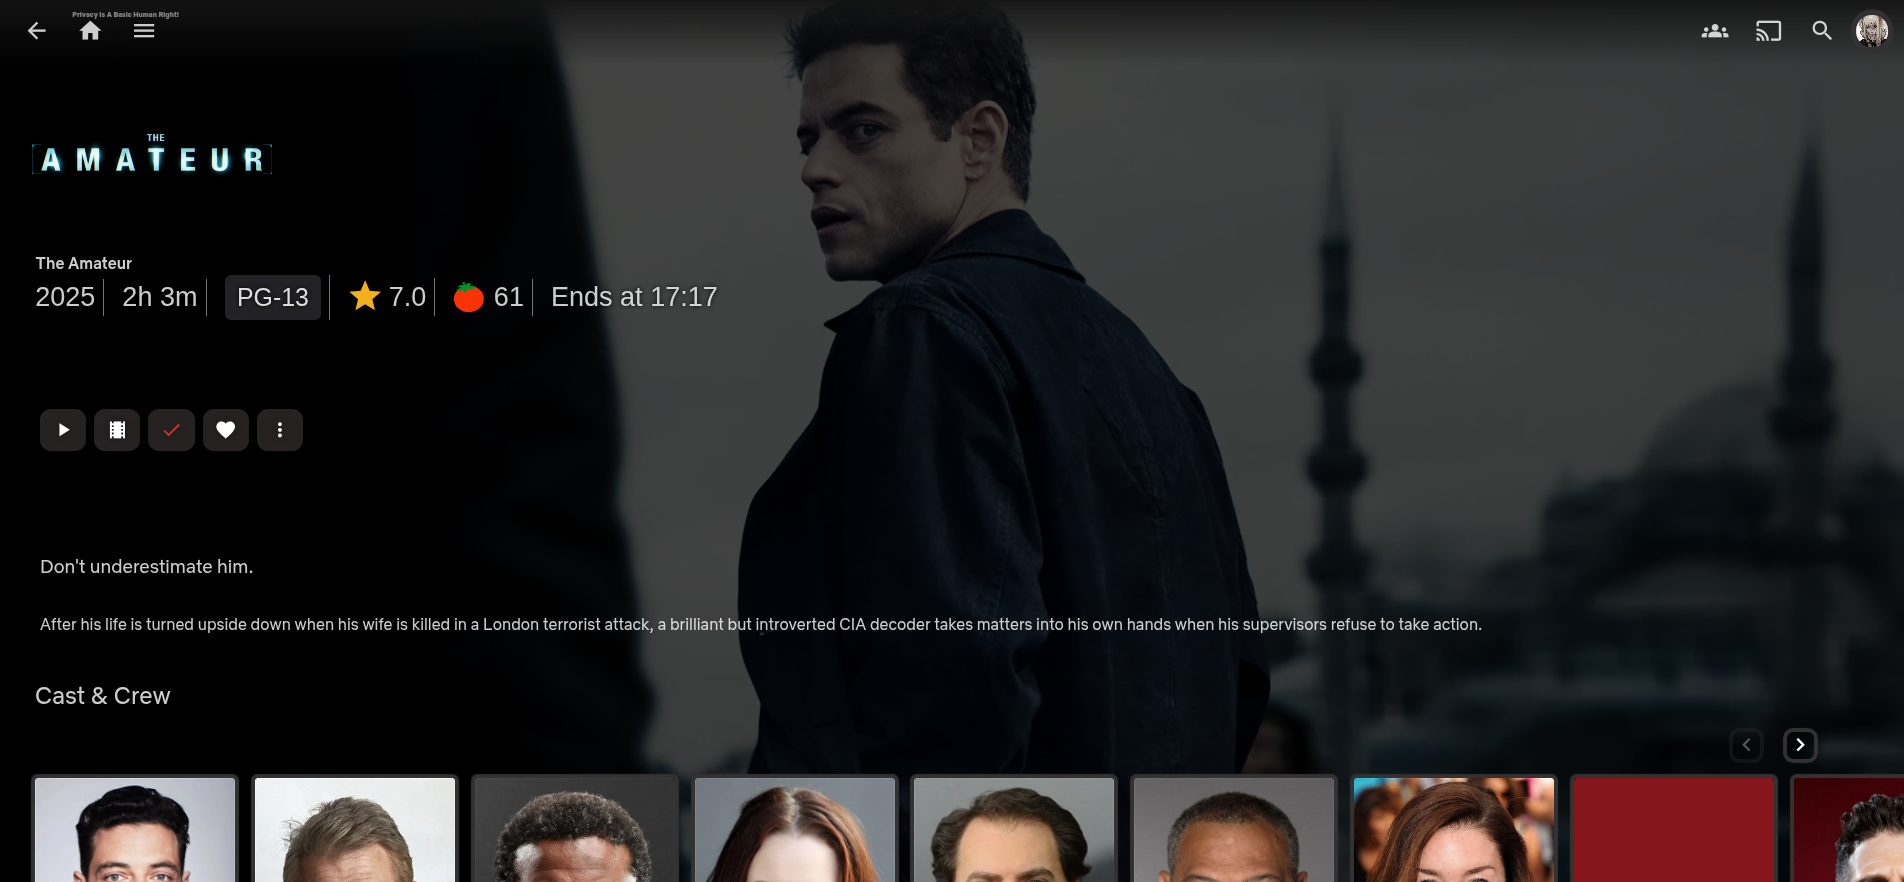 Privacy Is A Basic Human Right!
THE
AMATEUR
The Amateur
2025 2h 3m PG-13 7.0 61 Ends at 17:17
Don't underestimate him.
After his life is turned upside down when his wife is killed in a London terrorist attack, a brilliant but introverted CIA decoder takes matters into his own hands when his supervisors refuse to take action.
Cast & Crew